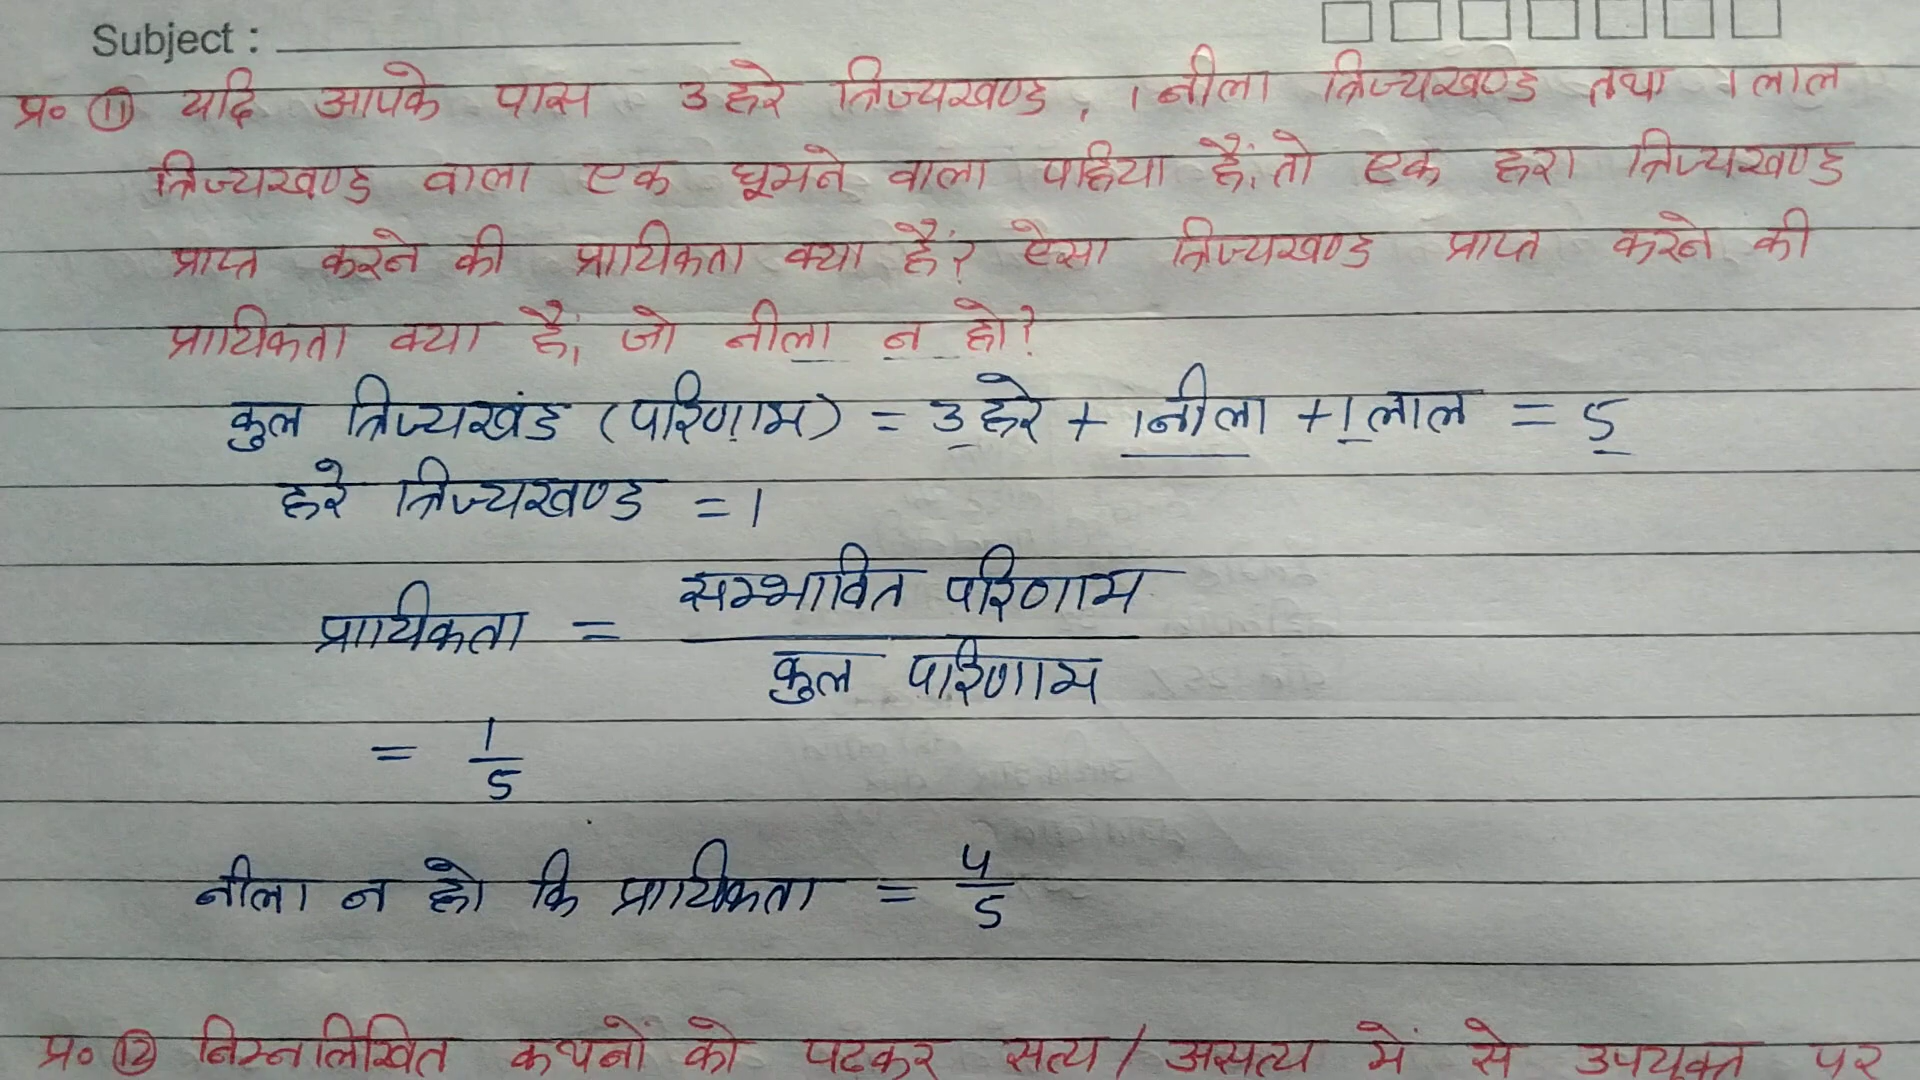 Subject :
प्र० ⑪ यदि आपके पास 3 हरे त्रिज्यखण्ड, 1 नीला त्रिज्यखण्ड तथा 1 लाल
त्रिज्यखण्ड वाला एक घूमने वाला पहिया हैं, तो एक हरा त्रिज्यखण्ड
प्राप्त करने की प्रायिकता क्या हैं? ऐसा त्रिज्यखण्ड प्राप्त करने की
प्रायिकता क्या हैं, जो नीला न हो?
कुल त्रिज्यखंड (परिणाम) = 3 हरे + 1 नीला + 1 लाल = 5
हरे त्रिज्यखण्ड = 1
प्रायिकता = सम्भावित परिणाम
कुल परिणाम
= 1/5
नीला न हो कि प्रायिकता = 4/5
प्र० ⑫ निम्नलिखित कथनों को पढकर सत्य / असत्य में से उपयुक्त पर